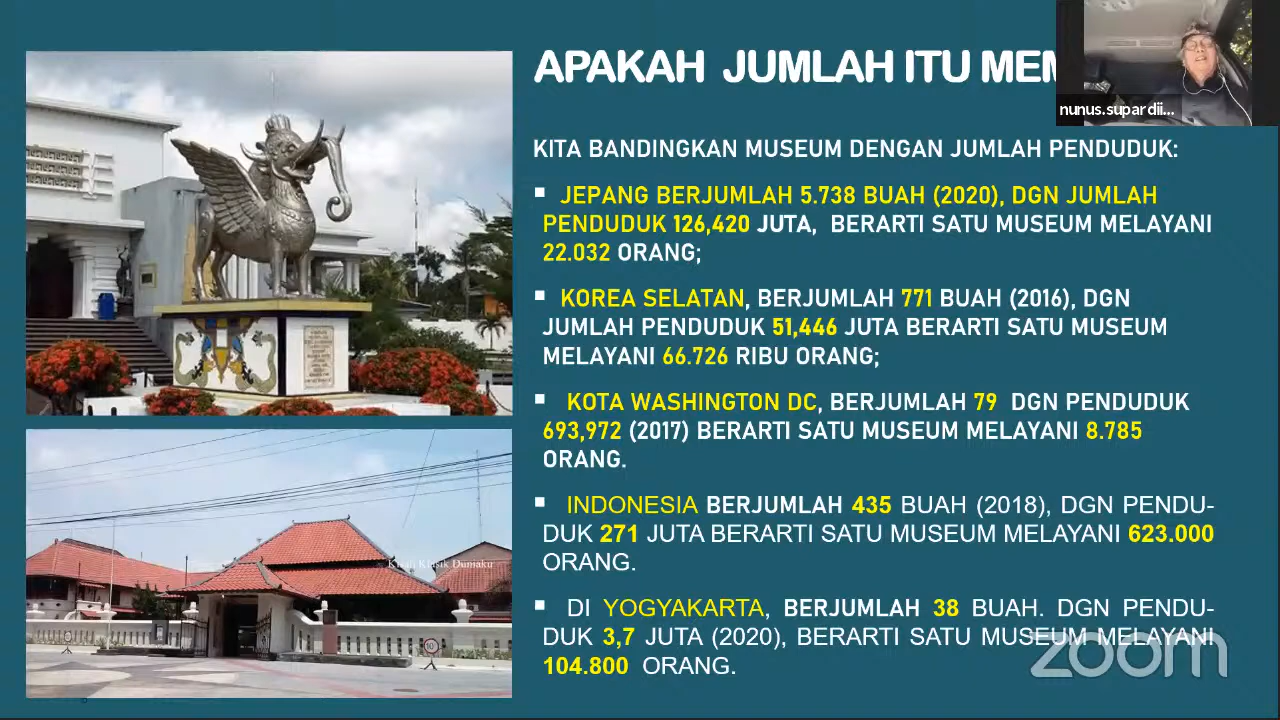 APAKAH JUMLAH ITU MEM
nunus.supardii...
KITA BANDINGKAN MUSEUM DENGAN JUMLAH PENDUDUK:
▪ JEPANG BERJUMLAH 5.738 BUAH (2020), DGN JUMLAH
PENDUDUK 126,420 JUTA, BERARTI SATU MUSEUM MELAYANI
22.032 ORANG;
▪ KOREA SELATAN, BERJUMLAH 771 BUAH (2016), DGN
JUMLAH PENDUDUK 51,446 JUTA BERARTI SATU MUSEUM
MELAYANI 66.726 RIBU ORANG;
▪ KOTA WASHINGTON DC, BERJUMLAH 79 DGN PENDUDUK
693,972 (2017) BERARTI SATU MUSEUM MELAYANI 8.785
ORANG.
▪ INDONESIA BERJUMLAH 435 BUAH (2018), DGN PENDU-
DUK 271 JUTA BERARTI SATU MUSEUM MELAYANI 623.000
ORANG.
▪ DI YOGYAKARTA, BERJUMLAH 38 BUAH. DGN PENDU-
DUK 3,7 JUTA (2020), BERARTI SATU MUSEUM MELAYANI
104.800 ORANG.
Kisah Klasik Dumaku
zoom